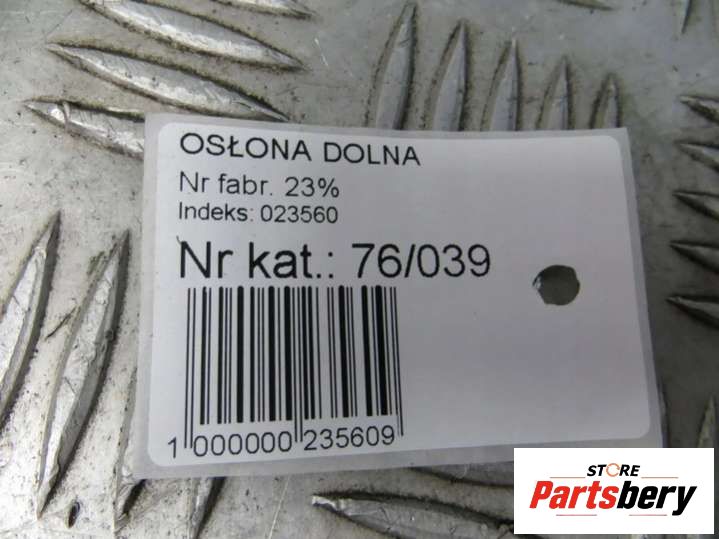 OSŁONA DOLNA
Nr fabr. 23%
Indeks: 023560
Nr kat.: 76/039
1 000000 235609
STORE
Partsbery